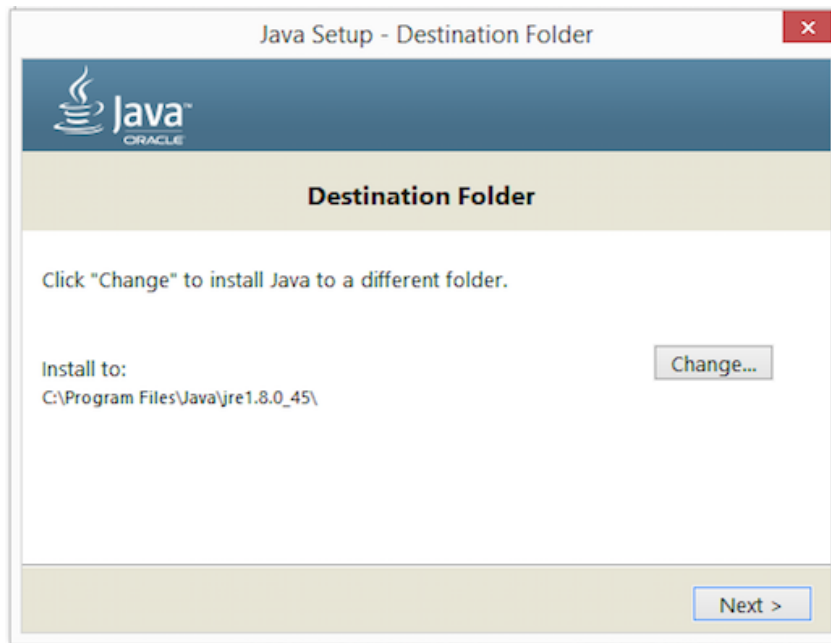 Java Setup - Destination Folder
Java™
ORACLE
Destination Folder
Click "Change" to install Java to a different folder.
Install to:
Change...
C:\Program Files\Java\jre1.8.0_45\
Next >